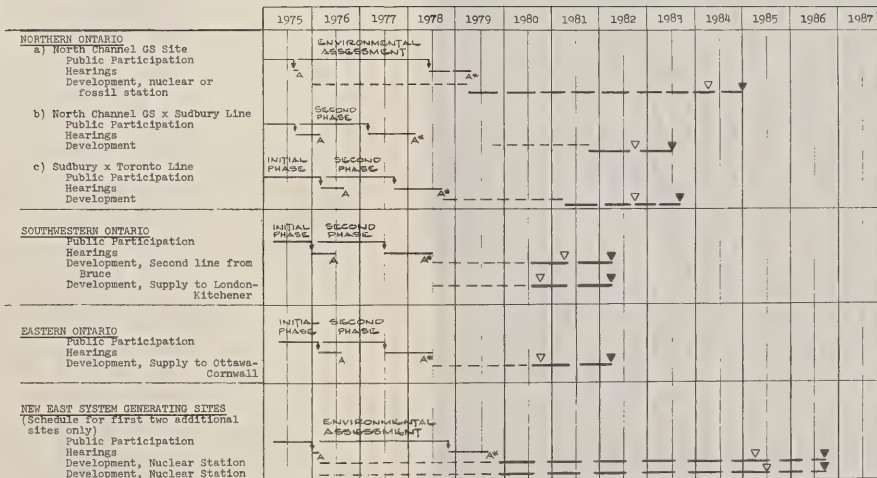 1975 1976 1977 1978 1979 1980 1981 1982 1983 1984 1985 1986 1987
NORTHERN ONTARIO
a) North Channel GS Site
ENVIRONMENTAL
ASSESSMENT
Public Participation
Hearings
A A*
Development, nuclear or
fossil station
b) North Channel GS x Sudbury Line
SECOND
PHASE
Public Participation
Hearings
A A*
Development
c) Sudbury x Toronto Line
INITIAL SECOND
PHASE PHASE
Public Participation
Hearings
A A*
Development
SOUTHWESTERN ONTARIO
INITIAL SECOND
PHASE PHASE
Public Participation
Hearings
A A*
Development, Second line from
Bruce
Development, Supply to London-
Kitchener
EASTERN ONTARIO
INITIAL SECOND
PHASE PHASE
Public Participation
Hearings
A A*
Development, Supply to Ottawa-
Cornwall
NEW EAST SYSTEM GENERATING SITES
(Schedule for first two additional
sites only)
ENVIRONMENTAL
ASSESSMENT
Public Participation
Hearings
A A*
Development, Nuclear Station
Development, Nuclear Station